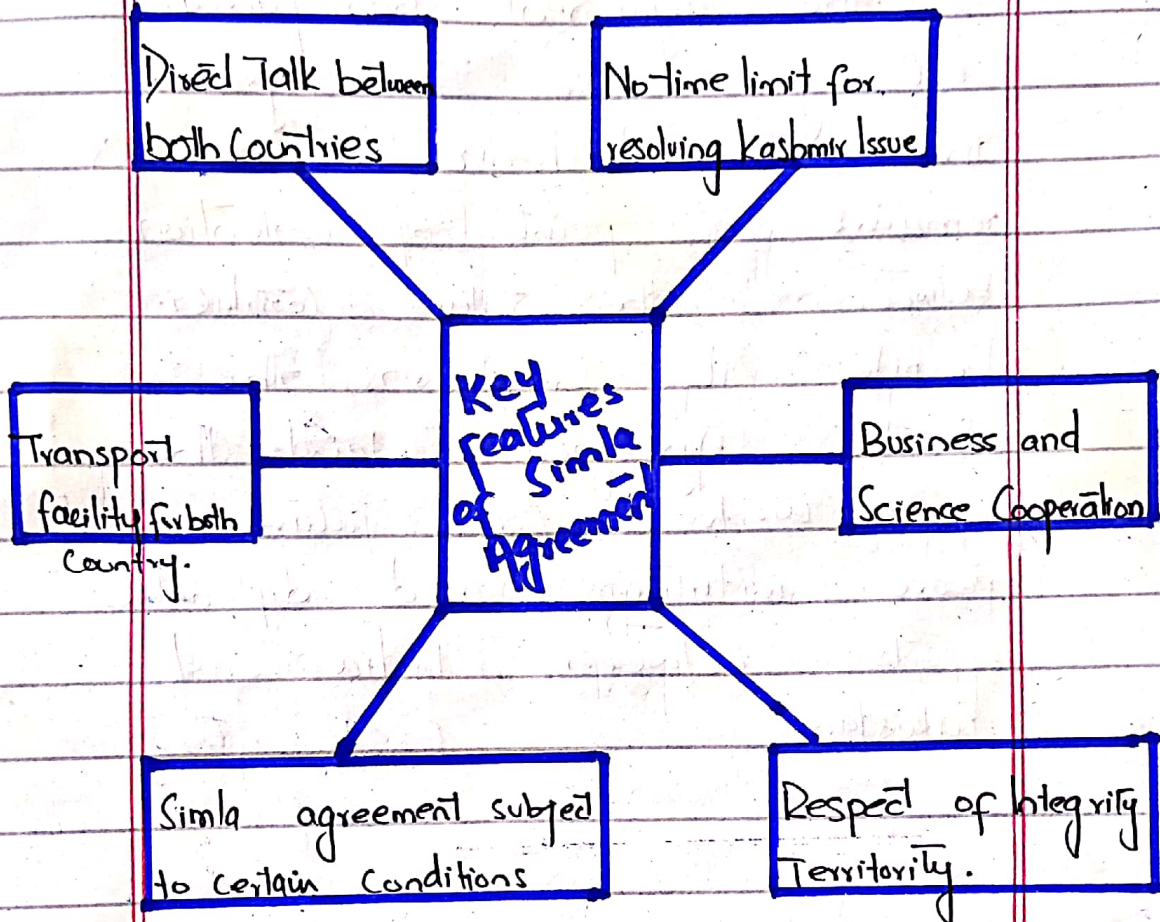 Direct Talk between
both Countries
No time limit for
resolving Kashmir Issue
Key
features
of Simla
Agreement
Transport
facility for both
Country.
Business and
Science Cooperation
Simla agreement subject
to certain Conditions
Respect of Integrity
Territority.